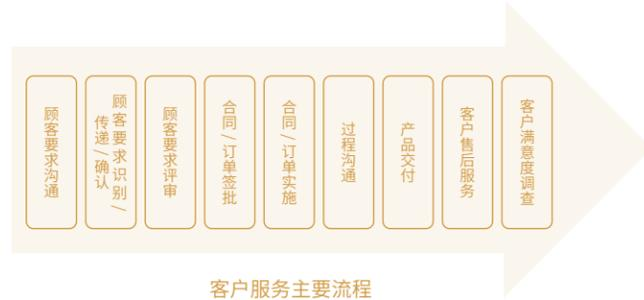 顾客要求沟通
顾客要求识别/
传递/确认
顾客要求评审
合同/订单签批
合同/订单实施
过程沟通
产品交付
客户售后服务
客户满意度调查
客户服务主要流程